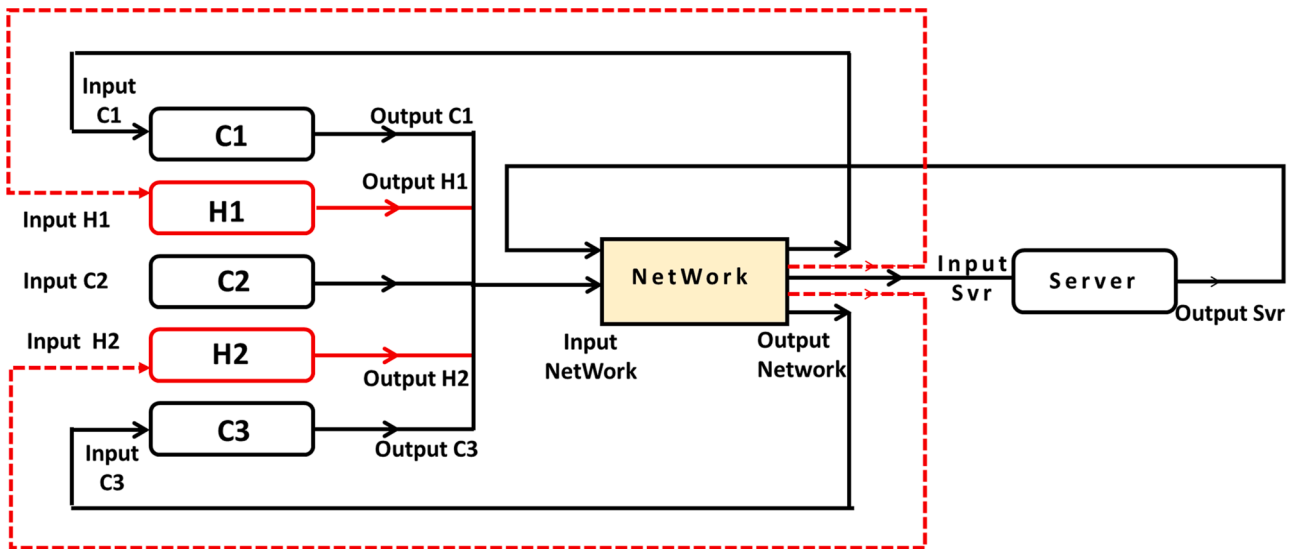 Input
C1
C1
Output C1
Output H1
H1
Input H1
Input C2
C2
NetWork
Input
Svr
Server
Output Svr
Input H2
H2
Output H2
Input
NetWork
Output
Network
C3
Output C3
Input
C3